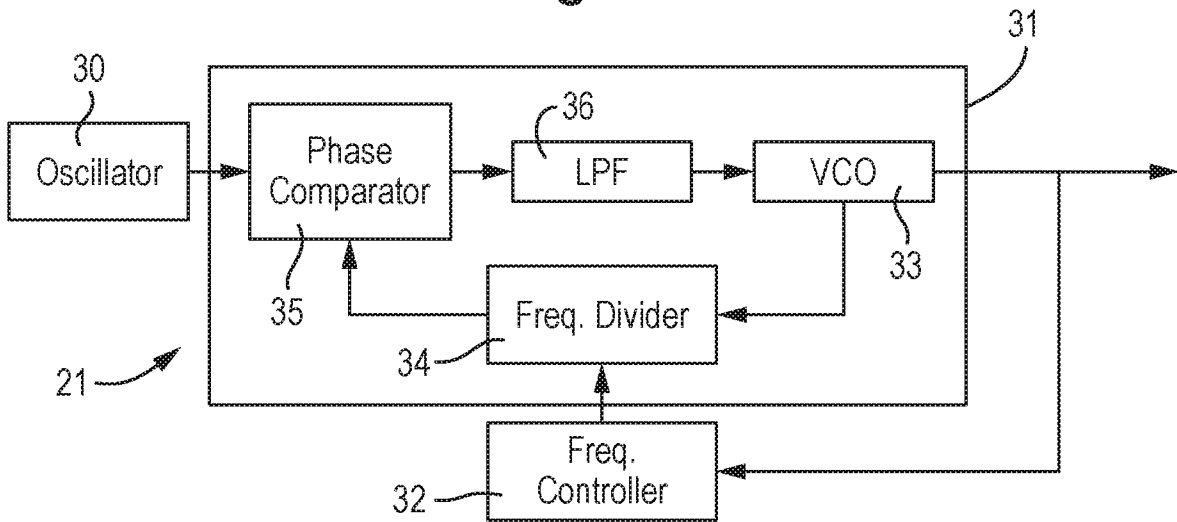 31
30
36
Oscillator
Phase
Comparator
LPF
VCO
33
35
Freq. Divider
34
21
Freq.
Controller
32